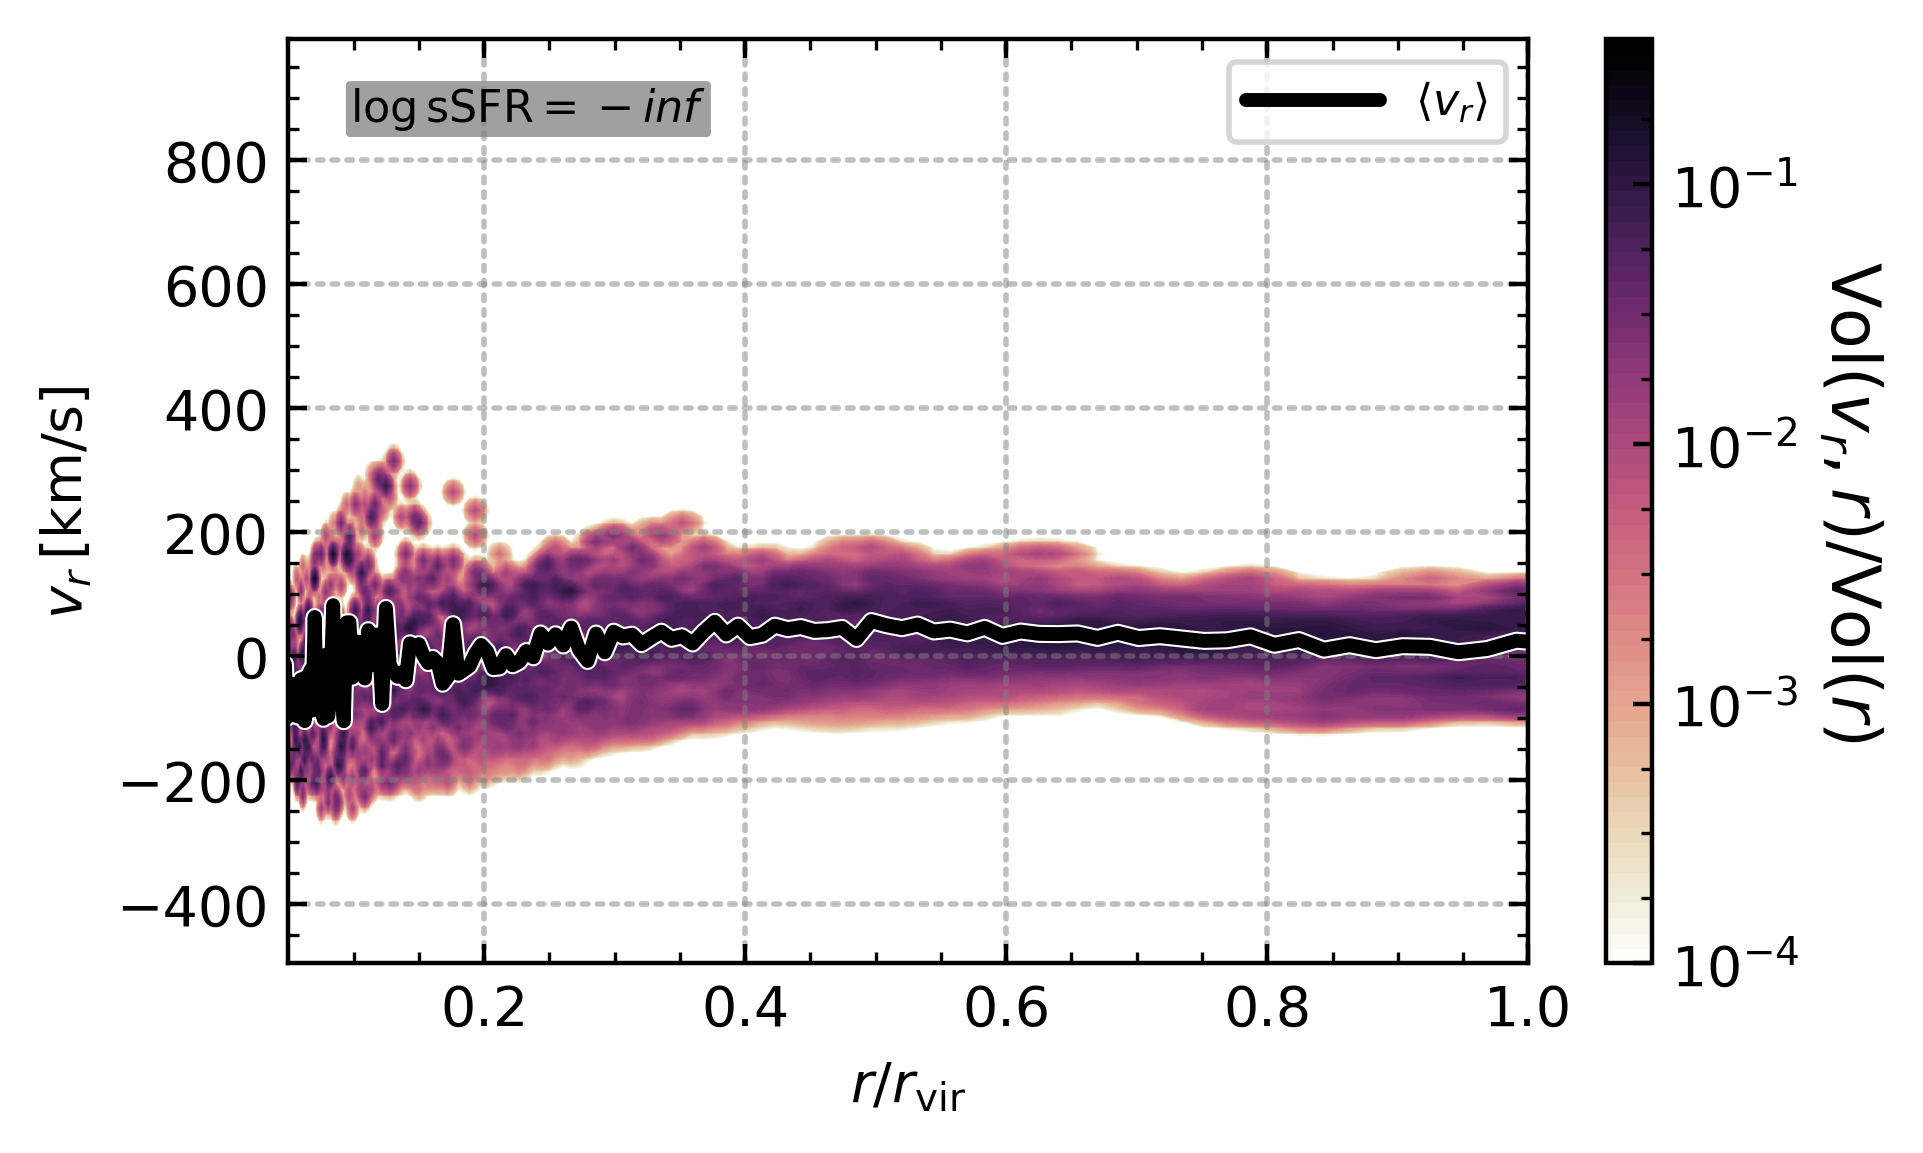 log sSFR = −inf
⟨v_r⟩
800
600
400
200
0
−200
−400
v_r [km/s]
0.2 0.4 0.6 0.8 1.0
r/r_vir
10^−1
10^−2
10^−3
10^−4
Vol(v_r, r)/Vol(r)